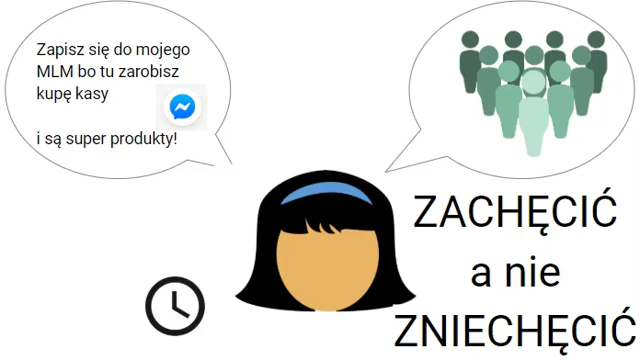 Zapisz się do mojego
MLM bo tu zarobisz
kupę kasy
i są super produkty!
ZACHĘCIĆ
a nie
ZNIECHĘCIĆ